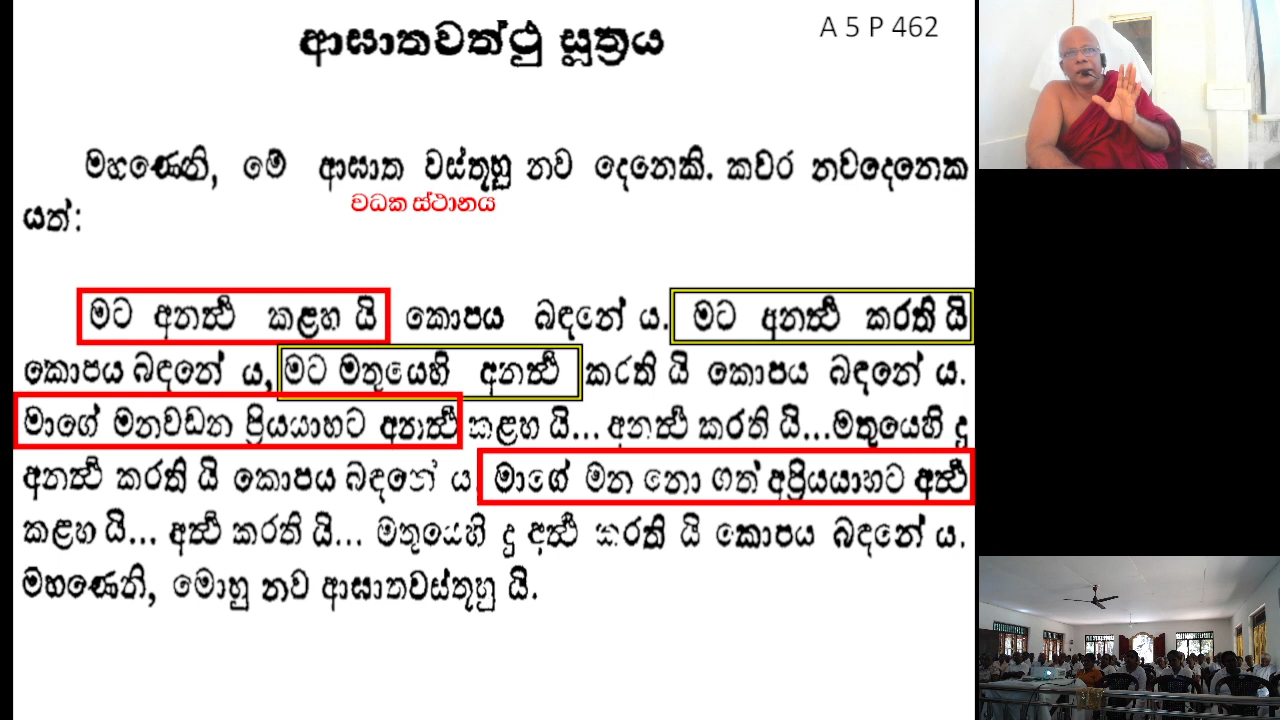 ආඝාතවත්ථු සූත්‍රය
A 5 P 462
මහණෙනි, මේ ආඝාත වස්තූහු නව දෙනෙකි. කවර නවදෙනෙක
වධක ස්ථානය
යත්:
මට අනර්‍ත්‍ථ කළහ යි කොපය බඳනේ ය. මට අනර්‍ත්‍ථ කරති යි
කොපය බඳනේ ය, මට මතුයෙහි අනර්‍ත්‍ථ කරති යි කොපය බඳනේ ය.
මාගේ මනවඩන ප්‍රියයාහට අනර්‍ත්‍ථ කළහ යි... අනර්‍ත්‍ථ කරති යි...මතුයෙහි දු
අනර්‍ත්‍ථ කරති යි කොපය බඳනේ ය. මාගේ මන නො ගත් අප්‍රියයාහට අර්‍ත්‍ථ
කළහ යි... අර්‍ත්‍ථ කරති යි... මතුයෙහි දු අර්‍ත්‍ථ කරති යි කොපය බඳනේ ය.
මහණෙනි, මොහු නව ආඝාතවස්තූහු යි.